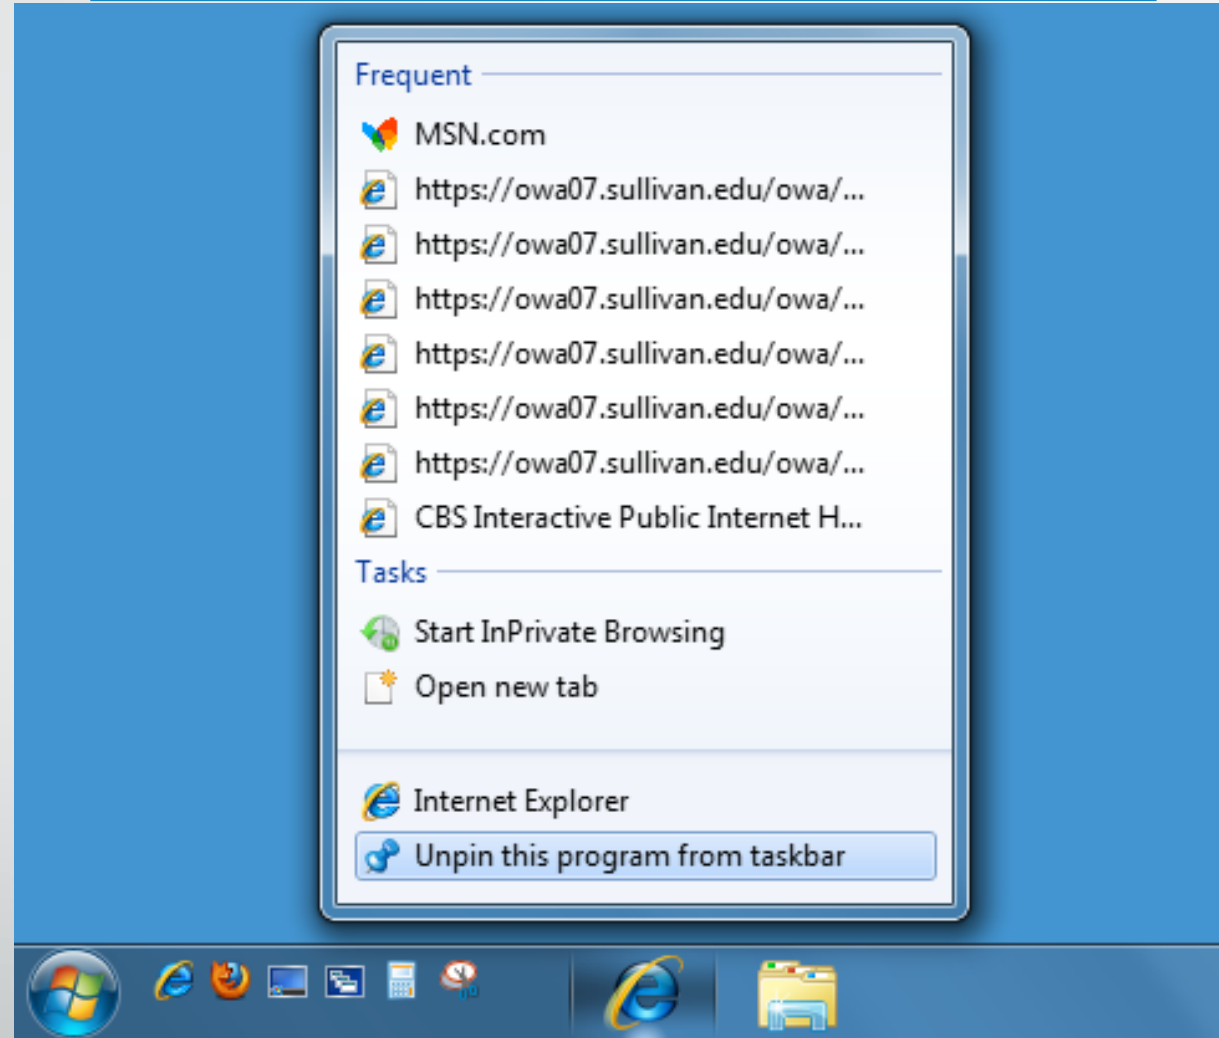 Frequent
MSN.com
https://owa07.sullivan.edu/owa/...
https://owa07.sullivan.edu/owa/...
https://owa07.sullivan.edu/owa/...
https://owa07.sullivan.edu/owa/...
https://owa07.sullivan.edu/owa/...
https://owa07.sullivan.edu/owa/...
CBS Interactive Public Internet H...
Tasks
Start InPrivate Browsing
Open new tab
Internet Explorer
Unpin this program from taskbar